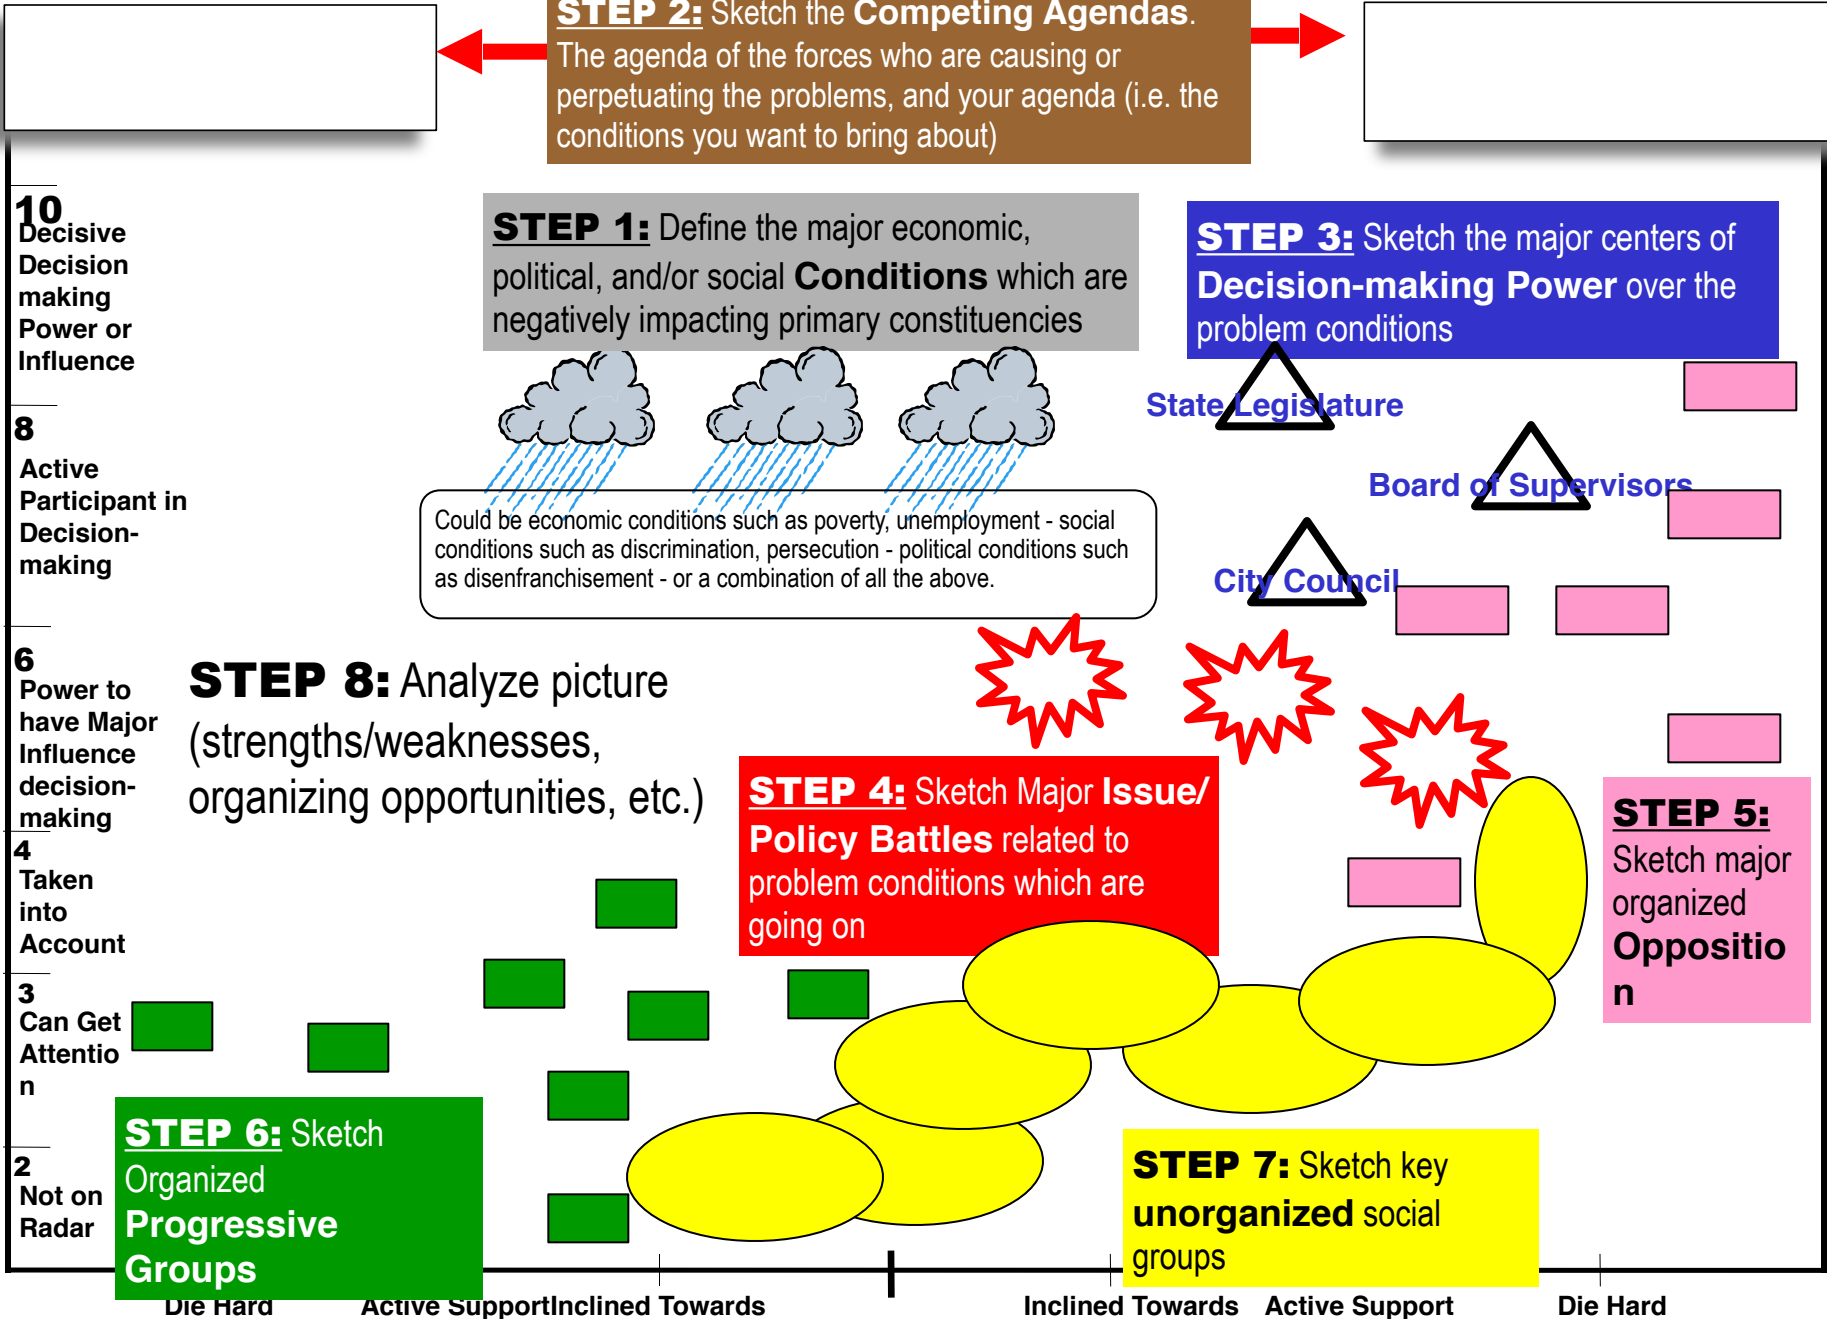 STEP 2: Sketch the Competing Agendas.
The agenda of the forces who are causing or
perpetuating the problems, and your agenda (i.e. the
conditions you want to bring about)
10
Decisive
Decision
making
Power or
Influence
STEP 1: Define the major economic,
political, and/or social Conditions which are
negatively impacting primary constituencies
STEP 3: Sketch the major centers of
Decision-making Power over the
problem conditions
State Legislature
Board of Supervisors
City Council
8
Active
Participant in
Decision-
making
Could be economic conditions such as poverty, unemployment - social
conditions such as discrimination, persecution - political conditions such
as disenfranchisement - or a combination of all the above.
6
Power to
have Major
Influence
decision-
making
STEP 8: Analyze picture
(strengths/weaknesses,
organizing opportunities, etc.)
STEP 4: Sketch Major Issue/
Policy Battles related to
problem conditions which are
going on
STEP 5:
Sketch major
organized
Oppositio
n
4
Taken
into
Account
3
Can Get
Attentio
n
STEP 6: Sketch
Organized
Progressive
Groups
STEP 7: Sketch key
unorganized social
groups
2
Not on
Radar
Die Hard
Active Support
Inclined Towards
Inclined Towards
Active Support
Die Hard